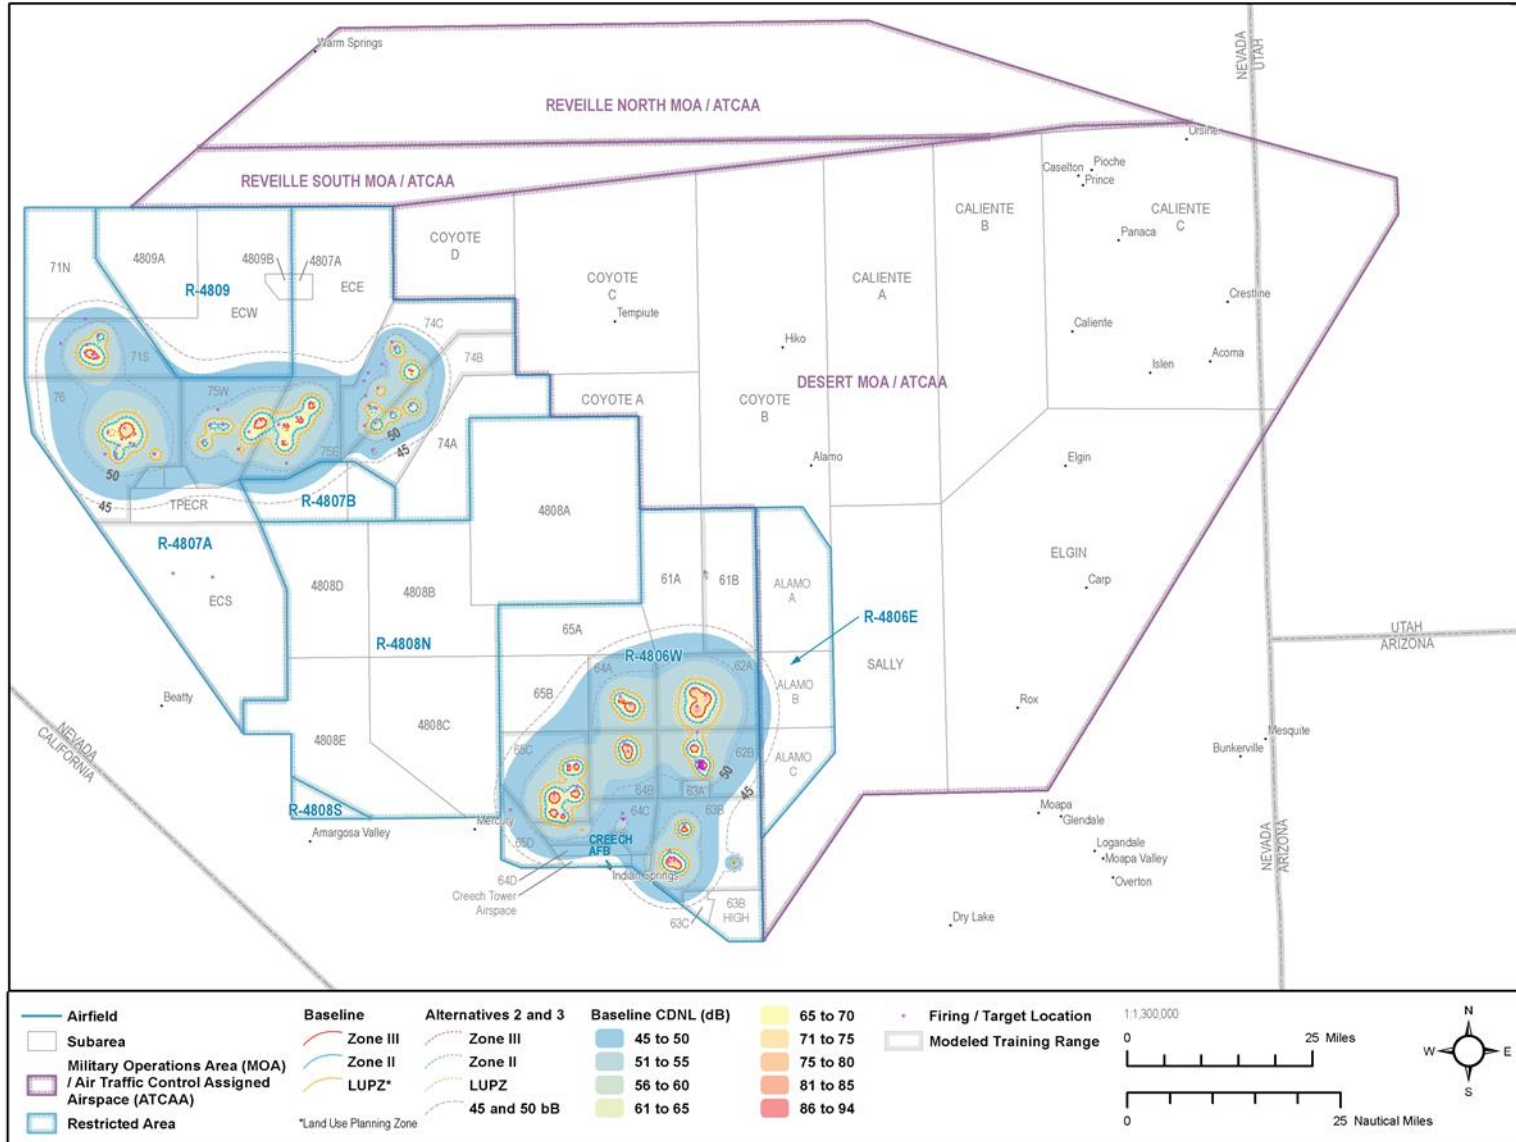 Warm Springs
NEVADA
UTAH
REVEILLE NORTH MOA / ATCAA
Ursine
REVEILLE SOUTH MOA / ATCAA
Pioche
Caselton
Prince
CALIENTE
B
CALIENTE
C
COYOTE
D
Panaca
71N
4809A
4809B
4807A
ECE
R-4809
ECW
COYOTE
C
Tempiute
CALIENTE
A
Crestline
74C
Caliente
71S
74B
Hiko
Acoma
Islen
DESERT MOA / ATCAA
76
75W
COYOTE A
COYOTE
B
50
45
75E
74A
Alamo
Elgin
50
45
TPECR
R-4807B
4808A
R-4807A
ECS
4808D
4808B
61A
61B
ALAMO
A
ELGIN
Carp
R-4806E
65A
R-4808N
R-4806W
64A
62A
SALLY
UTAH
ARIZONA
Beatty
65B
ALAMO
B
Rox
4808C
4808E
NEVADA
CALIFORNIA
65C
62B
ALAMO
C
Mesquite
Bunkerville
50
45
64B
63A
R-4808S
64C
63B
Moapa
Glendale
Mercury
Amargosa Valley
65D
CREECH
AFB
Logandale
Moapa Valley
Overton
NEVADA
ARIZONA
64D
Indian Springs
Creech Tower
Airspace
63C
63B
HIGH
Dry Lake
Airfield
Subarea
Military Operations Area (MOA)
/ Air Traffic Control Assigned
Airspace (ATCAA)
Restricted Area
Baseline
Zone III
Zone II
LUPZ*
*Land Use Planning Zone
Alternatives 2 and 3
Zone III
Zone II
LUPZ
45 and 50 bB
Baseline CDNL (dB)
45 to 50
51 to 55
56 to 60
61 to 65
65 to 70
71 to 75
75 to 80
81 to 85
86 to 94
Firing / Target Location
Modeled Training Range
1:1,300,000
0 25 Miles
0 25 Nautical Miles
N
W E
S